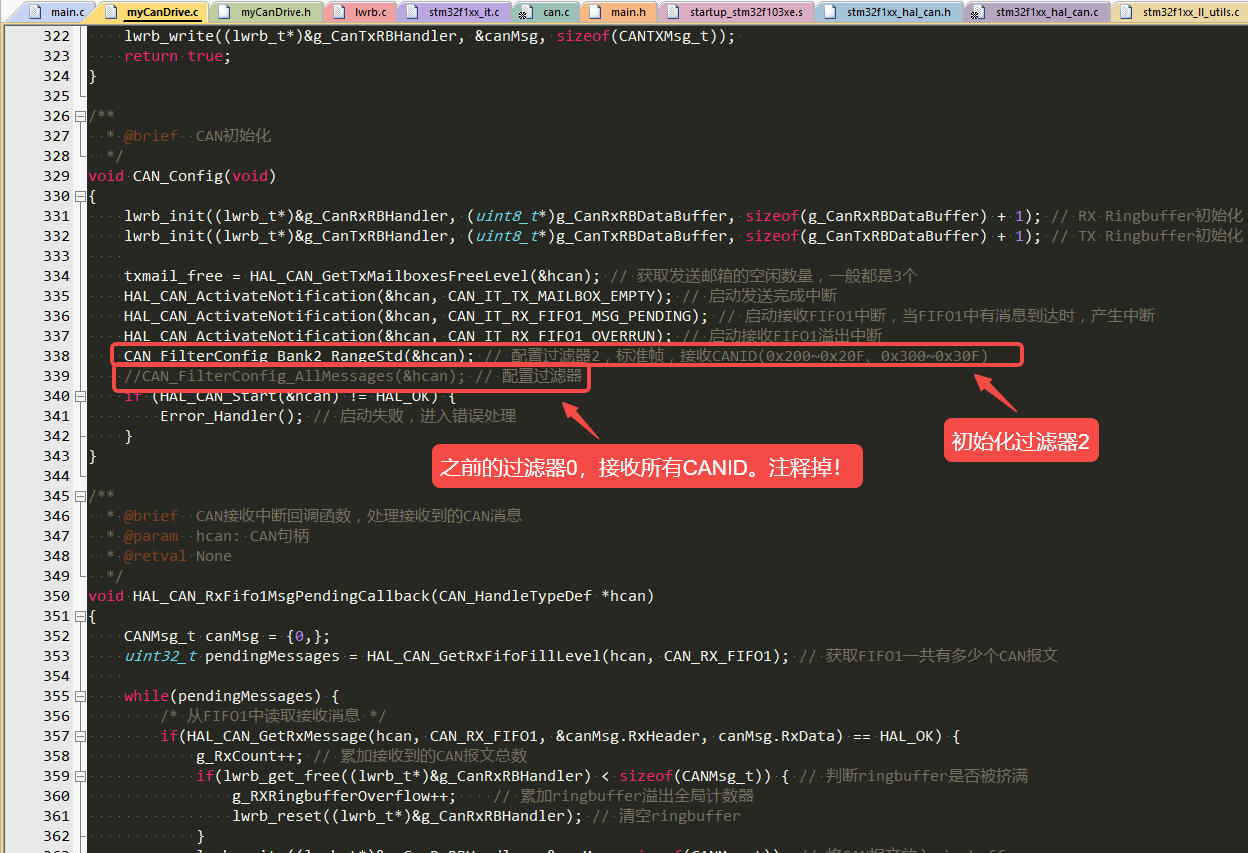 main.c myCanDrive.c myCanDrive.h lwrb.c stm32f1xx_it.c can.c main.h startup_stm32f103xe.s stm32f1xx_hal_can.h stm32f1xx_hal_can.c stm32f1xx_ll_utils.c
322 lwrb_write((lwrb_t*)&g_CanTxRBHandler, &canMsg, sizeof(CANTXMsg_t));
323 return true;
324 }
325
326 /**
327 * @brief CAN初始化
328 */
329 void CAN_Config(void)
330 {
331 lwrb_init((lwrb_t*)&g_CanRxRBHandler, (uint8_t*)g_CanRxRBDataBuffer, sizeof(g_CanRxRBDataBuffer) + 1); // RX Ringbuffer初始化
332 lwrb_init((lwrb_t*)&g_CanTxRBHandler, (uint8_t*)g_CanTxRBDataBuffer, sizeof(g_CanTxRBDataBuffer) + 1); // TX Ringbuffer初始化
333
334 txmail_free = HAL_CAN_GetTxMailboxesFreeLevel(&hcan); // 获取发送邮箱的空闲数量，一般都是3个
335 HAL_CAN_ActivateNotification(&hcan, CAN_IT_TX_MAILBOX_EMPTY); // 启动发送完成中断
336 HAL_CAN_ActivateNotification(&hcan, CAN_IT_RX_FIFO1_MSG_PENDING); // 启动接收FIFO1中断，当FIFO1中有消息到达时，产生中断
337 HAL_CAN_ActivateNotification(&hcan, CAN_IT_RX_FIFO1_OVERRUN); // 启动接收FIFO1溢出中断
338 CAN_FilterConfig_Bank2_RangeStd(&hcan); // 配置过滤器2，标准帧，接收CANID(0x200~0x20F、0x300~0x30F)
339 //CAN_FilterConfig_AllMessages(&hcan); // 配置过滤器
340 if (HAL_CAN_Start(&hcan) != HAL_OK) {
341 Error_Handler(); // 启动失败，进入错误处理
初始化过滤器2
342 }
343 }
之前的过滤器0，接收所有CANID。注释掉！
344
345 /**
346 * @brief CAN接收中断回调函数，处理接收到的CAN消息
347 * @param hcan: CAN句柄
348 * @retval None
349 */
350 void HAL_CAN_RxFifo1MsgPendingCallback(CAN_HandleTypeDef *hcan)
351 {
352 CANMsg_t canMsg = {0,};
353 uint32_t pendingMessages = HAL_CAN_GetRxFifoFillLevel(hcan, CAN_RX_FIFO1); // 获取FIFO1一共有多少个CAN报文
354
355 while(pendingMessages) {
356 /* 从FIFO1中读取接收消息 */
357 if(HAL_CAN_GetRxMessage(hcan, CAN_RX_FIFO1, &canMsg.RxHeader, canMsg.RxData) == HAL_OK) {
358 g_RxCount++; // 累加接收到的CAN报文总数
359 if(lwrb_get_free((lwrb_t*)&g_CanRxRBHandler) < sizeof(CANMsg_t)) { // 判断ringbuffer是否被挤满
360 g_RXRingbufferOverflow++; // 累加ringbuffer溢出全局计数器
361 lwrb_reset((lwrb_t*)&g_CanRxRBHandler); // 清空ringbuffer
362 }